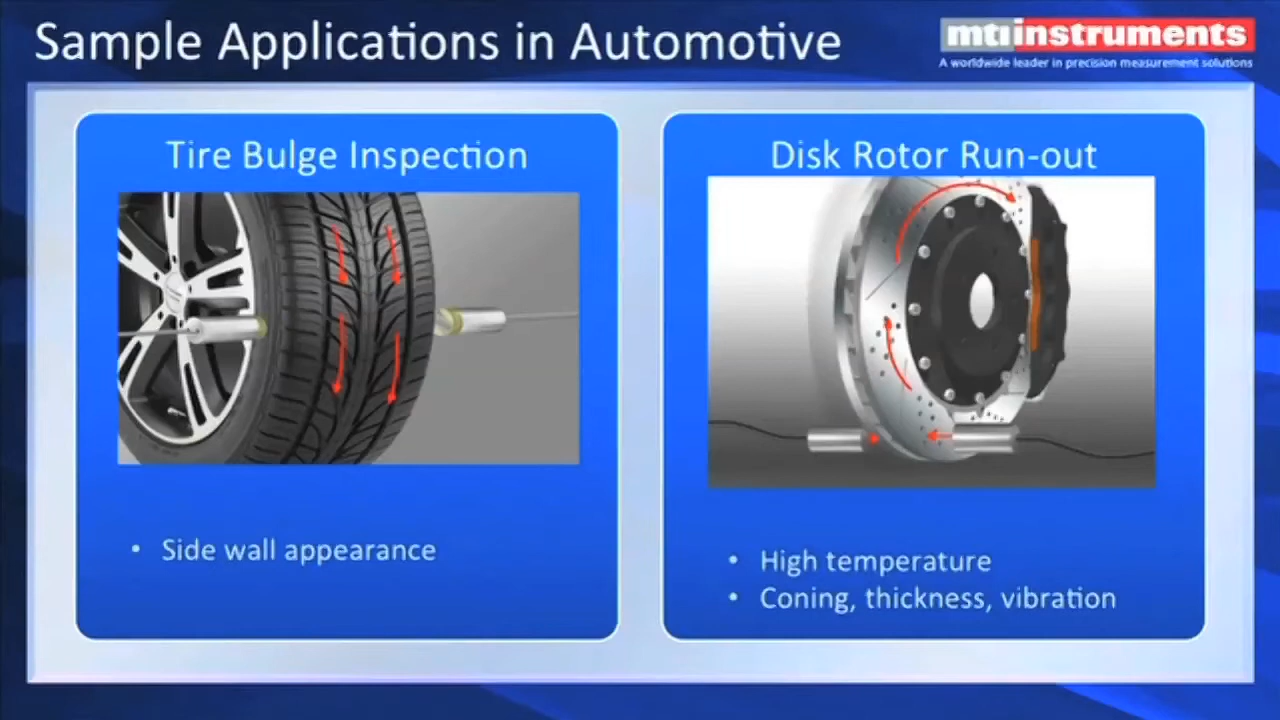 Sample Applications in Automotive
mtiinstruments
A worldwide leader in precision measurement solutions
Tire Bulge Inspection
• Side wall appearance
Disk Rotor Run-out
• High temperature
• Coning, thickness, vibration